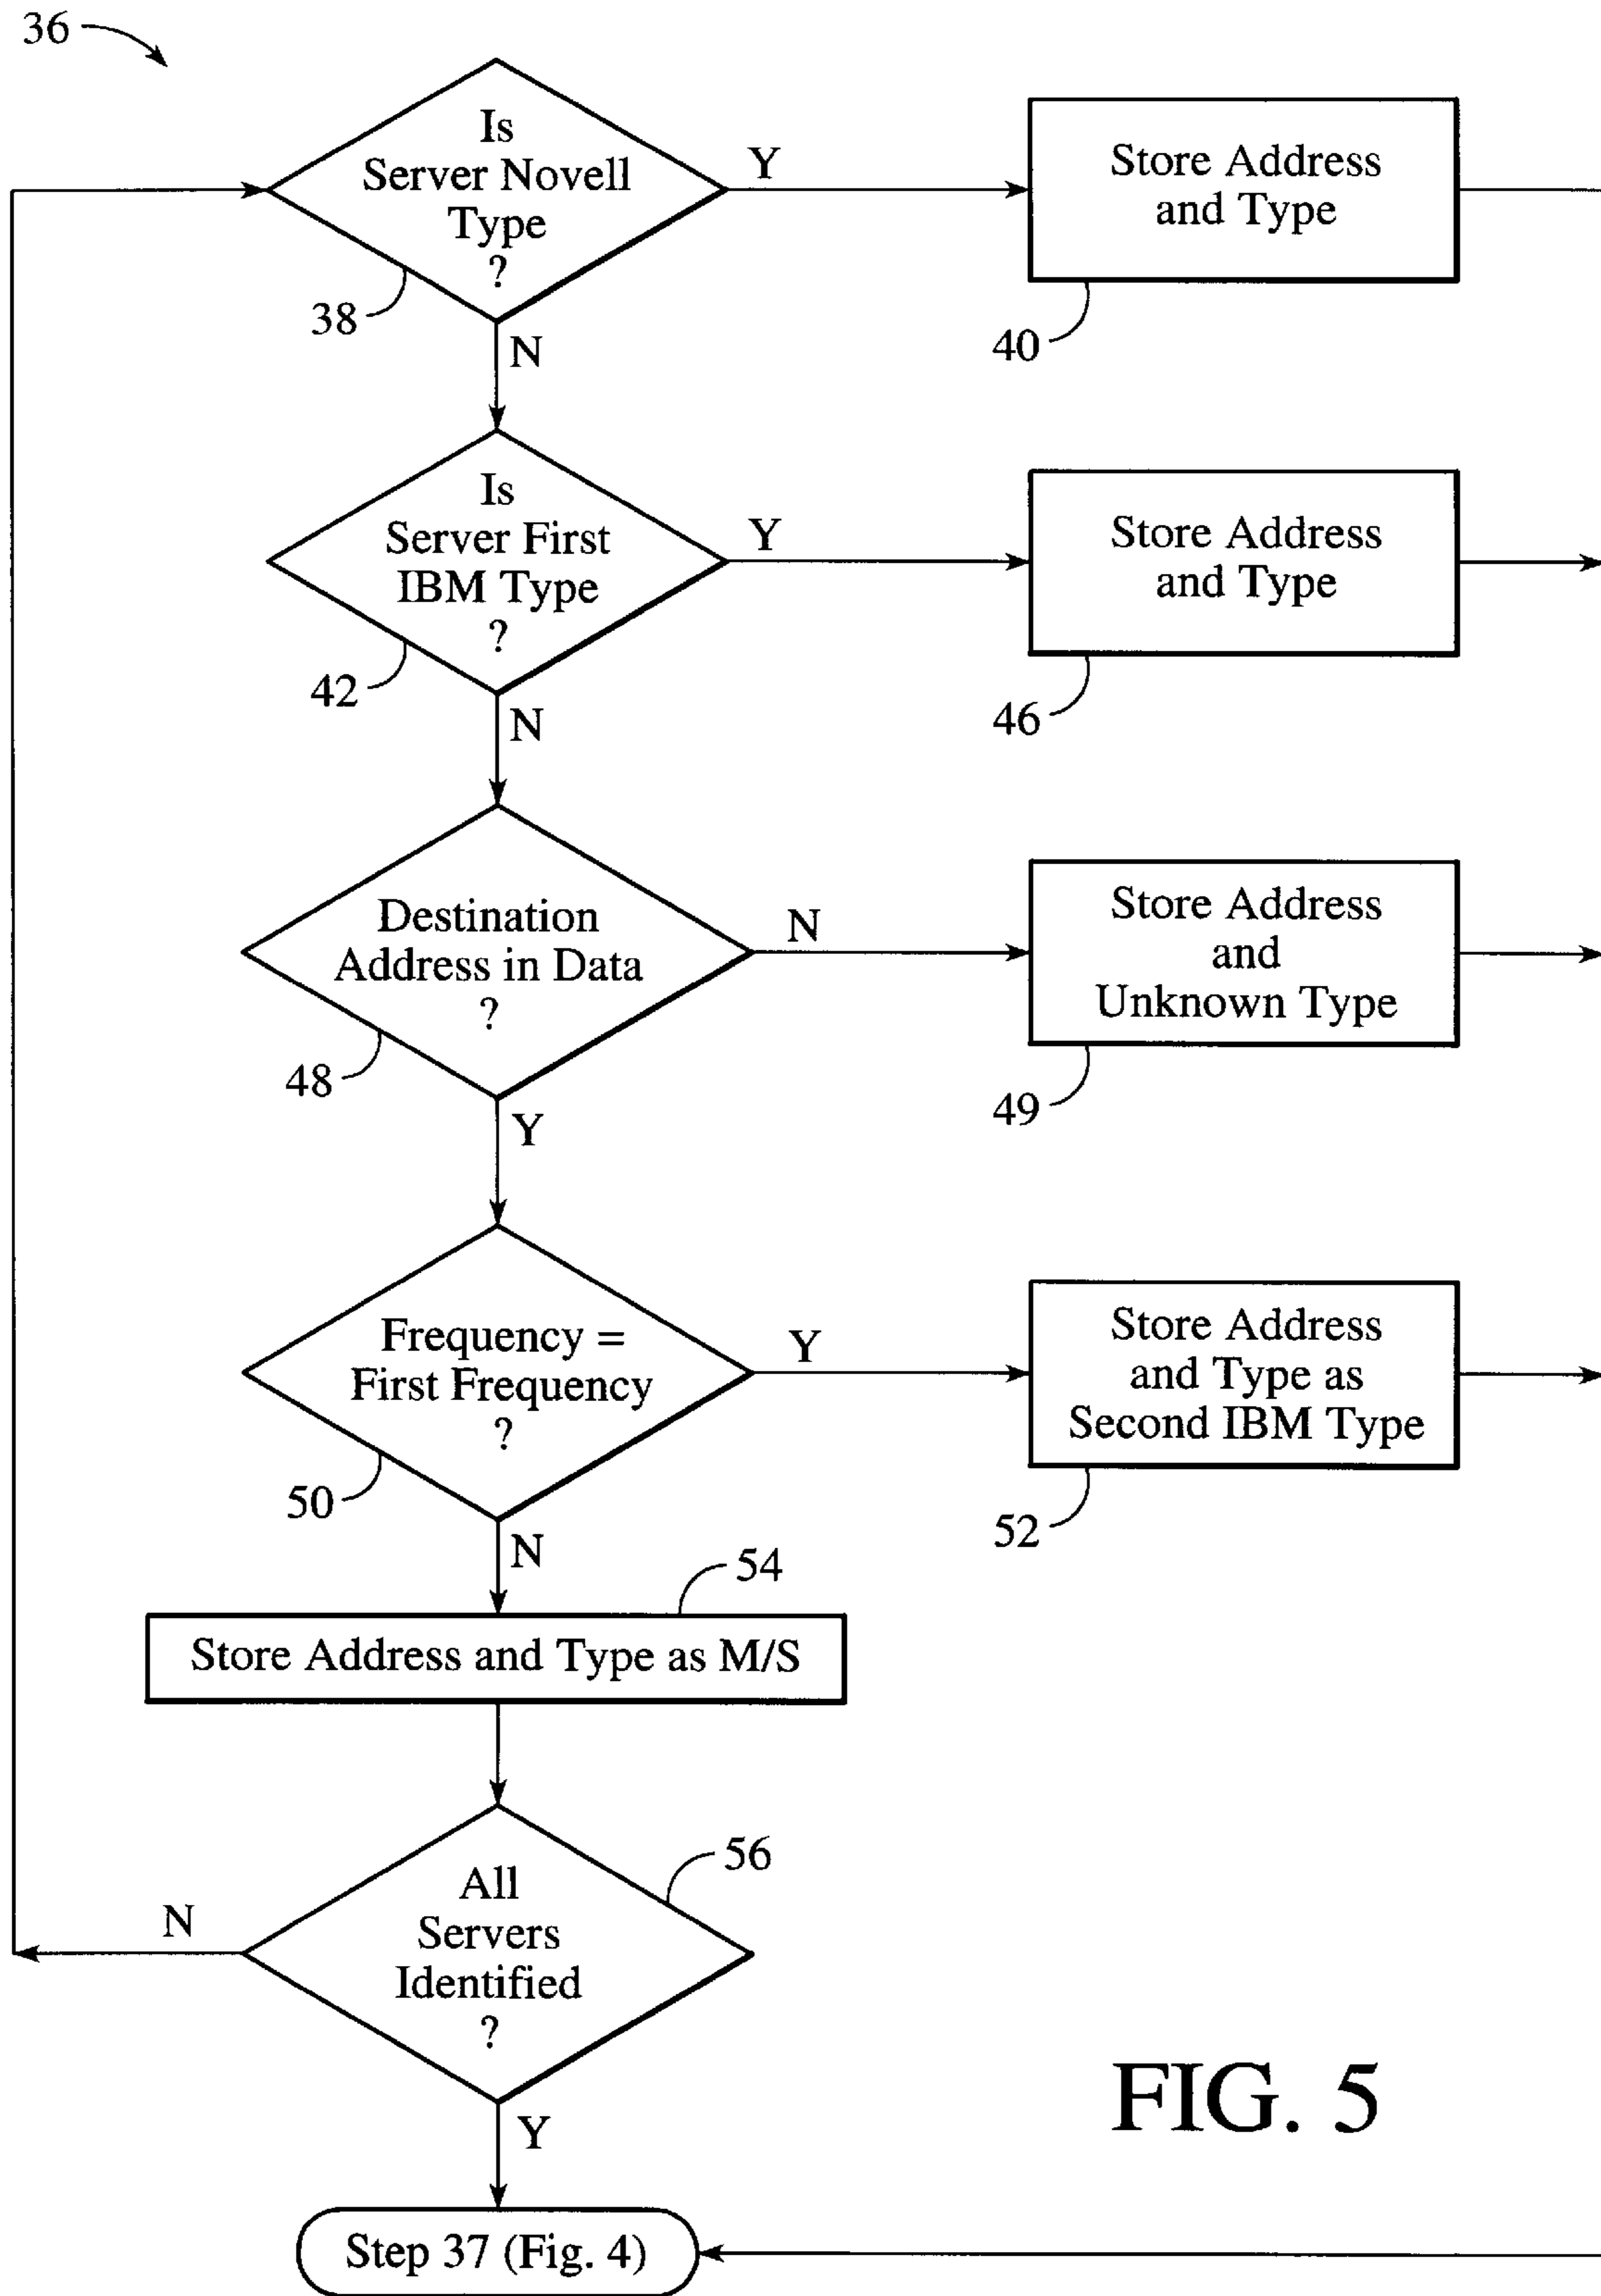 36
Is
Server Novell
Type
?
38
Y
Store Address
and Type
40
N
Is
Server First
IBM Type
?
42
Y
Store Address
and Type
46
N
Destination
Address in Data
?
48
N
Store Address
and
Unknown Type
49
Y
Frequency =
First Frequency
?
50
Y
Store Address
and Type as
Second IBM Type
52
N
54
Store Address and Type as M/S
56
All
Servers
Identified
?
N
Y
Step 37 (Fig. 4)
FIG. 5